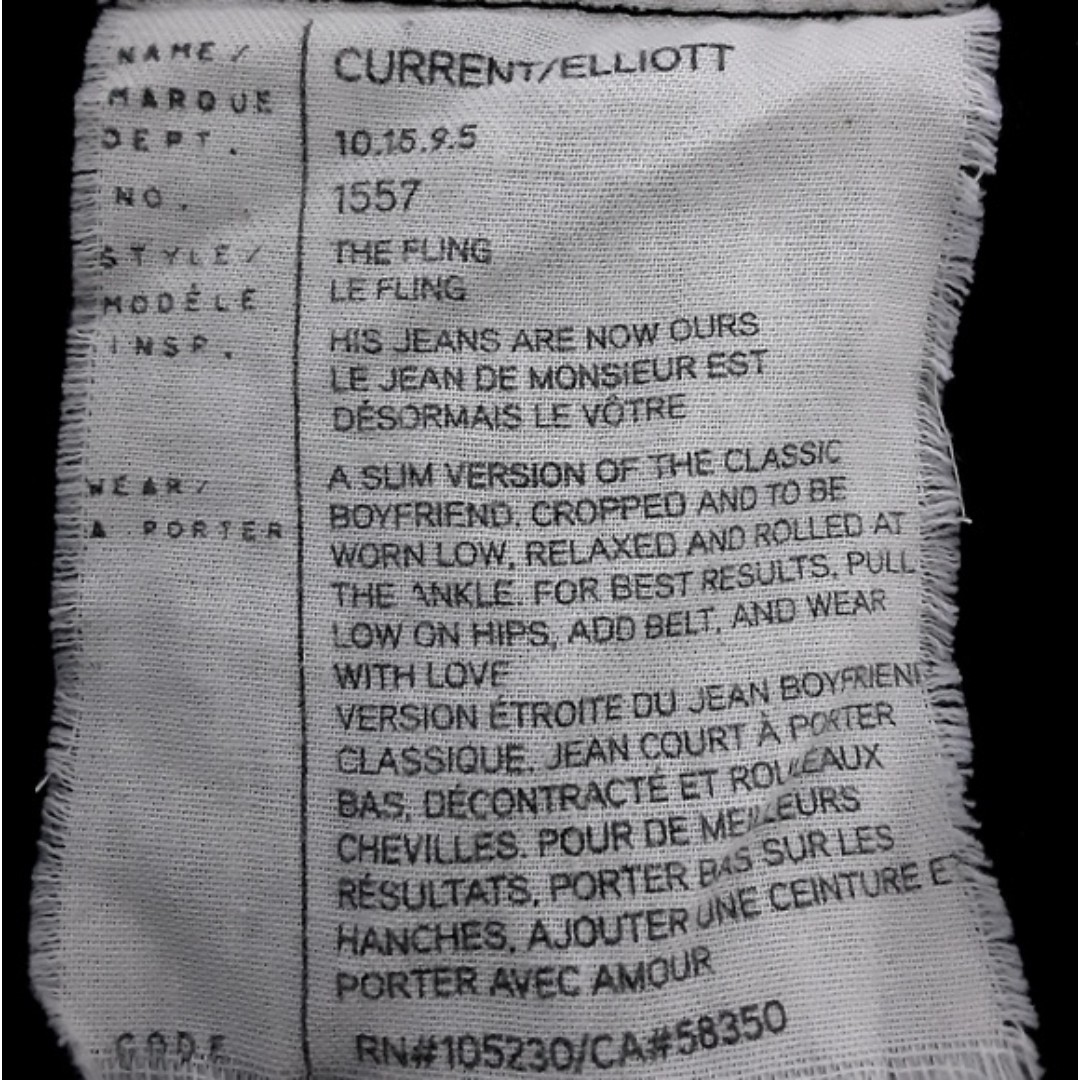 NAME / CURRENT/ELLIOTT
MARQUE
DEPT. 10.15.9.5
NO. 1557
STYLE/ THE FLING
MODÈLE LE FLING
INSP. HIS JEANS ARE NOW OURS
LE JEAN DE MONSIEUR EST
DÉSORMAIS LE VÔTRE
WEAR/ A SLIM VERSION OF THE CLASSIC
A PORTER BOYFRIEND. CROPPED AND TO BE
WORN LOW, RELAXED AND ROLLED AT
THE ANKLE. FOR BEST RESULTS, PULL
LOW ON HIPS, ADD BELT, AND WEAR
WITH LOVE
VERSION ÉTROITE DU JEAN BOYFRIEND
CLASSIQUE. JEAN COURT À PORTER
BAS, DÉCONTRACTÉ ET ROULEAUX
CHEVILLES. POUR DE MEILLEURS
RÉSULTATS, PORTER BAS SUR LES
HANCHES, AJOUTER UNE CEINTURE ET
PORTER AVEC AMOUR
CODE RN#105230/CA#58350